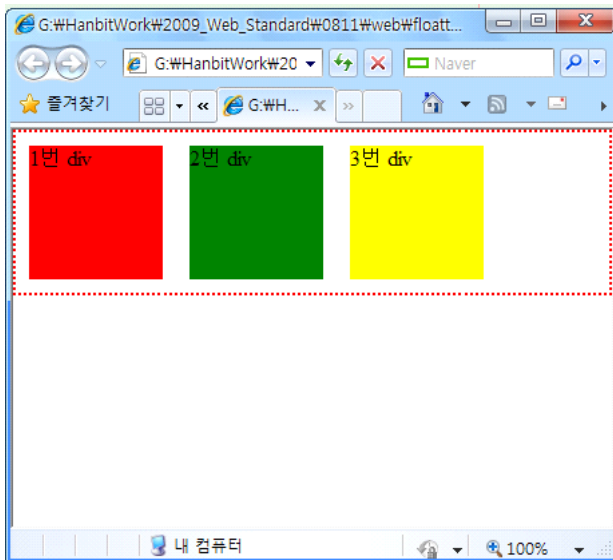 G:₩HanbitWork₩2009_Web_Standard₩0811₩web₩floatt...
G:₩HanbitWork₩20
Naver
즐겨찾기
G:₩H...
1번 div
2번 div
3번 div
내 컴퓨터
100%